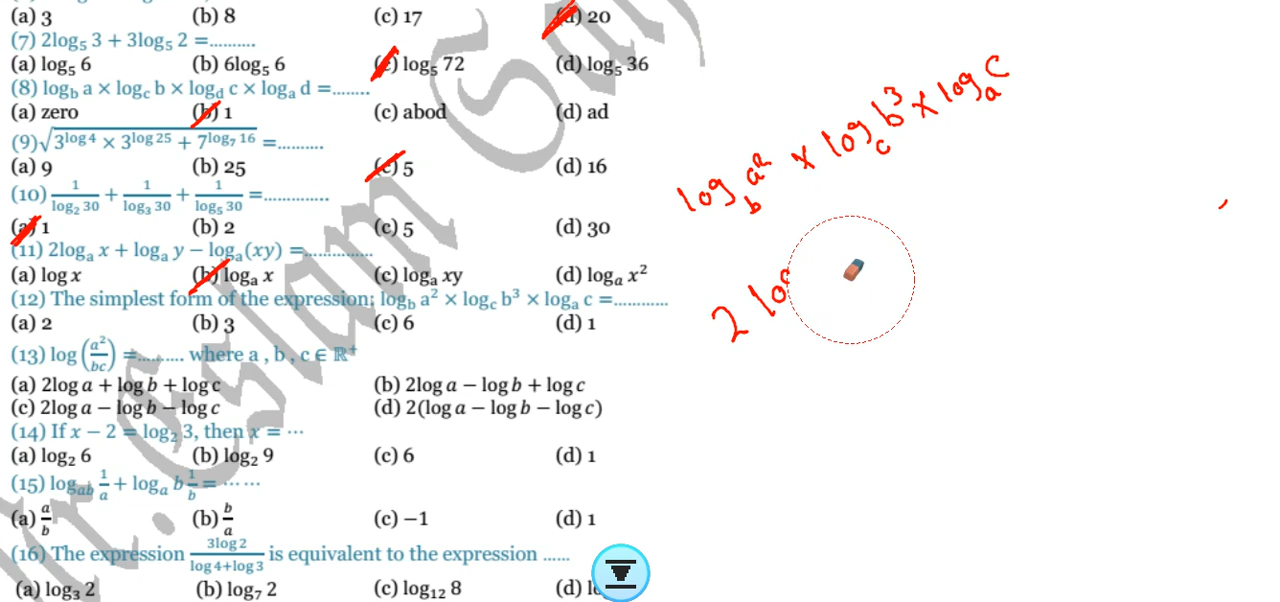 (a) 3 (b) 8 (c) 17 (d) 20
(7) 2log₅ 3 + 3log₅ 2 =..........
(a) log₅ 6 (b) 6log₅ 6 (c) log₅ 72 (d) log₅ 36
(8) log_b a × log_c b × log_d c × log_a d =........
(a) zero (b) 1 (c) abod (d) ad
(9) √(3^(log 4) × 3^(log 25) + 7^(log₇ 16)) =..........
(a) 9 (b) 25 (c) 5 (d) 16
(10) 1/(log₂ 30) + 1/(log₃ 30) + 1/(log₅ 30) =..............
(a) 1 (b) 2 (c) 5 (d) 30
(11) 2log_a x + log_a y − log_a(xy) =...............
(a) log x (b) log_a x (c) log_a xy (d) log_a x²
(12) The simplest form of the expression; log_b a² × log_c b³ × log_a c =............
(a) 2 (b) 3 (c) 6 (d) 1
(13) log (a²/bc) =.......... where a , b , c ∈ ℝ⁺
(a) 2log a + log b + log c (b) 2log a − log b + log c
(c) 2log a − log b − log c (d) 2(log a − log b − log c)
(14) If x − 2 = log₂ 3, then x = ⋯
(a) log₂ 6 (b) log₂ 9 (c) 6 (d) 1
(15) log_ab 1/a + log_a b 1/b = ⋯ ⋯
(a) a/b (b) b/a (c) −1 (d) 1
(16) The expression (3 log 2)/(log 4+log 3) is equivalent to the expression ......
(a) log₃ 2 (b) log₇ 2 (c) log₁₂ 8 (d)
log_b a² × log_c b³ × log_a c
2 log